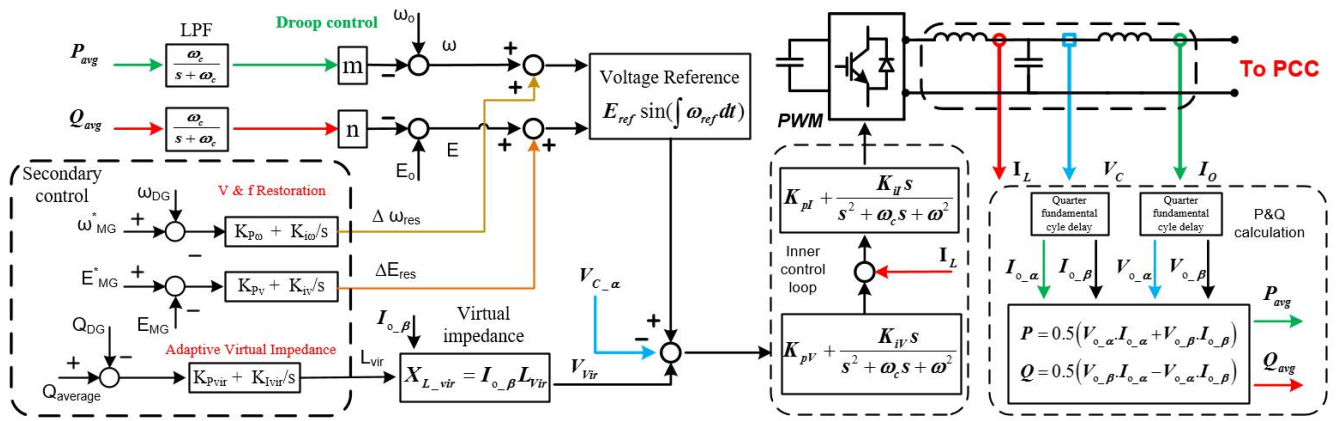 LPF
Droop control
ω_o
P_avg
ω_c / (s + ω_c)
m
−
ω
+
+
Q_avg
ω_c / (s + ω_c)
n
−
E
+
+
E_o
Voltage Reference
E_ref sin(∫ ω_ref dt)
PWM
To PCC
Secondary
control
ω_DG
V & f Restoration
ω*_MG
+
−
K_Pω + K_iω/s
Δ ω_res
E*_MG
+
−
K_Pv + K_iv/s
ΔE_res
E_MG
Q_DG
−
Adaptive Virtual Impedance
+
Q_average
K_Pvir + K_Ivir/s
L_vir
I_o_β
Virtual
impedance
X_L_vir = I_o_β L_Vir
V_Vir
V_C_α
+
−
−
K_pI + K_iI s / (s² + ω_c s + ω²)
Inner
control
loop
I_L
K_pV + K_iV s / (s² + ω_c s + ω²)
I_L
V_C
I_O
Quarter
fundamental
cyle delay
Quarter
fundamental
cyle delay
P&Q
calculation
I_o_α
I_o_β
V_o_α
V_o_β
P = 0.5(V_o_α.I_o_α + V_o_β.I_o_β)
Q = 0.5(V_o_β.I_o_α − V_o_α.I_o_β)
P_avg
Q_avg